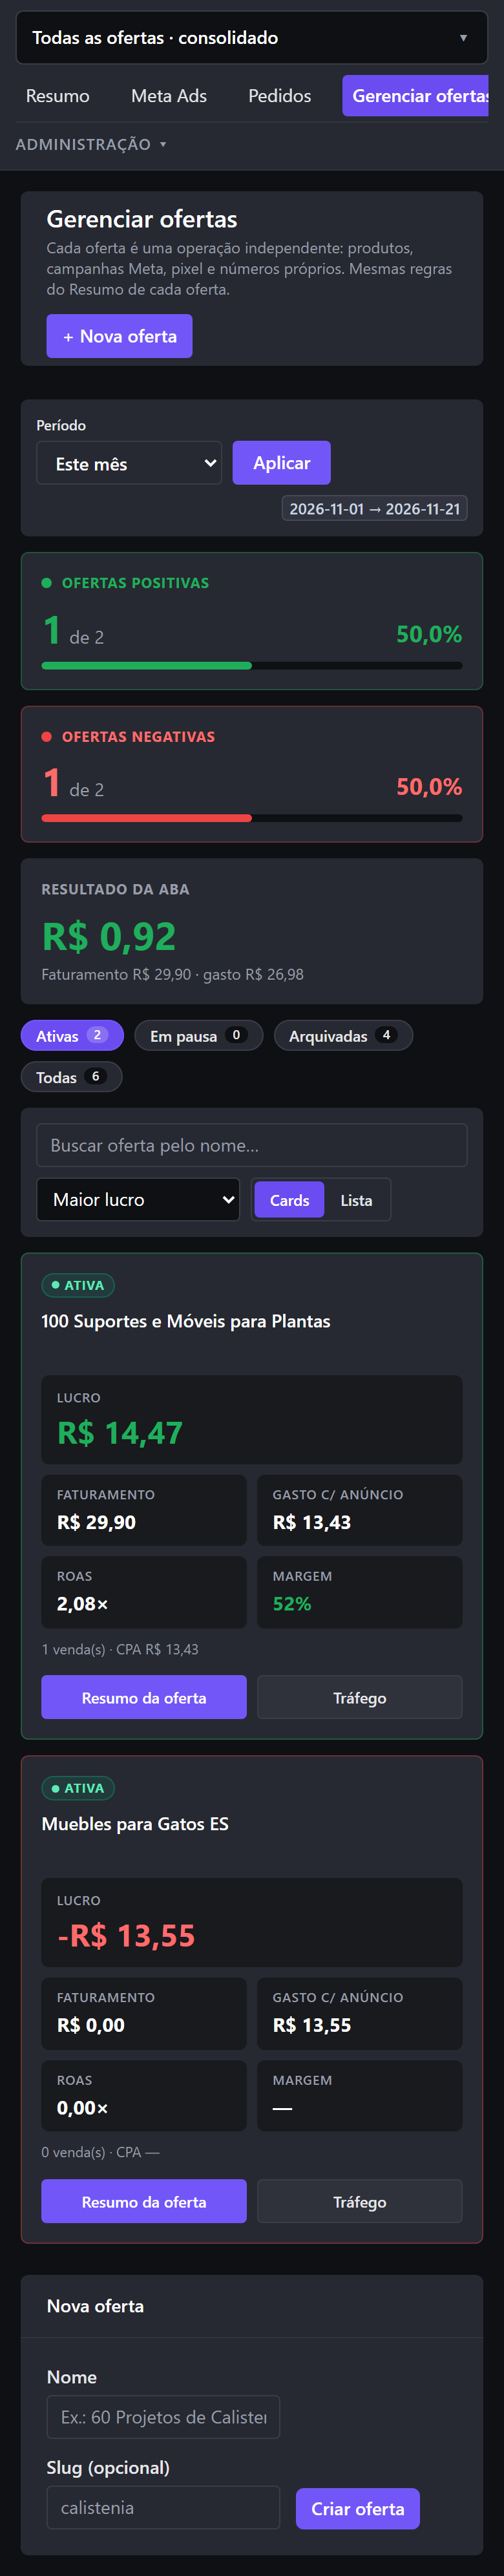 Todas as ofertas · consolidado ▼
Resumo Meta Ads Pedidos Gerenciar ofertas
ADMINISTRAÇÃO ▼
Gerenciar ofertas
Cada oferta é uma operação independente: produtos,
campanhas Meta, pixel e números próprios. Mesmas regras
do Resumo de cada oferta.
+ Nova oferta
Período
Este mês Aplicar
2026-11-01 → 2026-11-21
OFERTAS POSITIVAS
1 de 2 50,0%
OFERTAS NEGATIVAS
1 de 2 50,0%
RESULTADO DA ABA
R$ 0,92
Faturamento R$ 29,90 · gasto R$ 26,98
Ativas 2 Em pausa 0 Arquivadas 4
Todas 6
Buscar oferta pelo nome...
Maior lucro Cards Lista
ATIVA
100 Suportes e Móveis para Plantas
LUCRO
R$ 14,47
FATURAMENTO GASTO C/ ANÚNCIO
R$ 29,90 R$ 13,43
ROAS MARGEM
2,08× 52%
1 venda(s) · CPA R$ 13,43
Resumo da oferta Tráfego
ATIVA
Muebles para Gatos ES
LUCRO
-R$ 13,55
FATURAMENTO GASTO C/ ANÚNCIO
R$ 0,00 R$ 13,55
ROAS MARGEM
0,00× —
0 venda(s) · CPA —
Resumo da oferta Tráfego
Nova oferta
Nome
Ex.: 60 Projetos de Calister
Slug (opcional)
calistenia Criar oferta